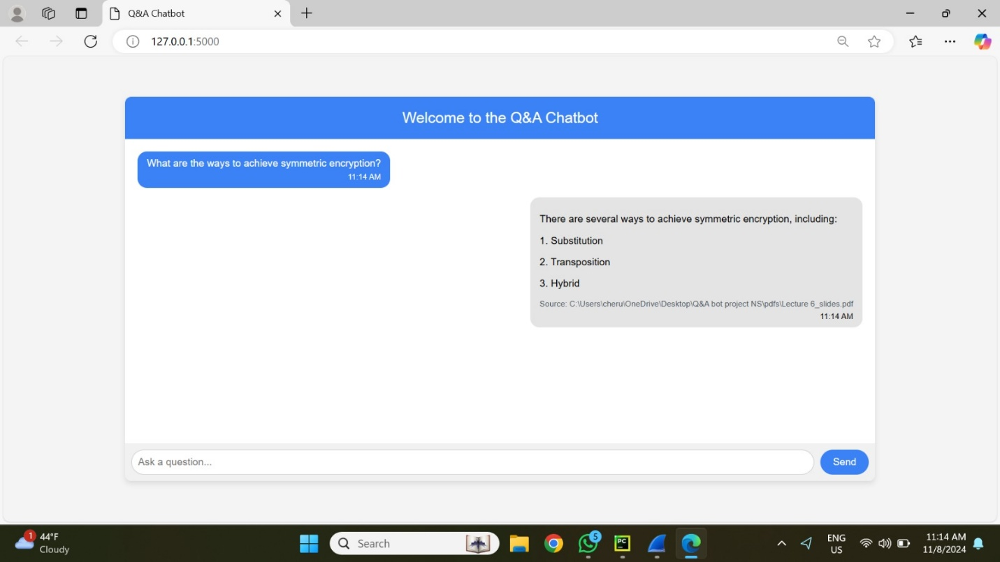 Q&A Chatbot
127.0.0.1:5000
Welcome to the Q&A Chatbot
What are the ways to achieve symmetric encryption?
11:14 AM
There are several ways to achieve symmetric encryption, including:
1. Substitution
2. Transposition
3. Hybrid
Source: C:\Users\cheru\OneDrive\Desktop\Q&A bot project NS\pdfs\Lecture 6_slides.pdf
11:14 AM
Ask a question...
Send
1
44°F
Cloudy
Search
5
PC
ENG
US
11:14 AM
11/8/2024